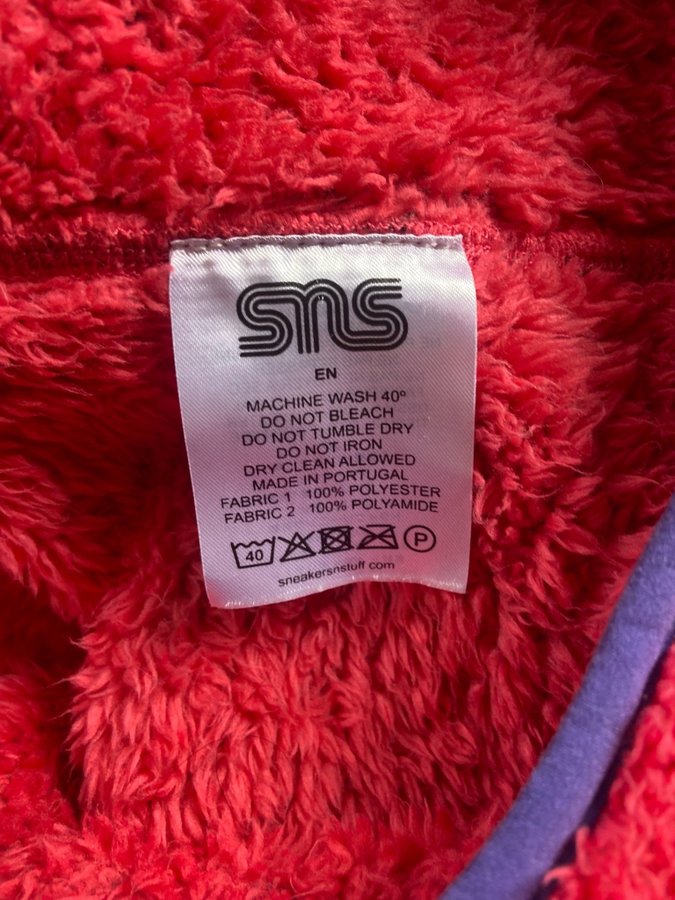 sns
EN
MACHINE WASH 40º
DO NOT BLEACH
DO NOT TUMBLE DRY
DO NOT IRON
DRY CLEAN ALLOWED
MADE IN PORTUGAL
FABRIC 1 100% POLYESTER
FABRIC 2 100% POLYAMIDE
40 P
sneakersnstuff.com